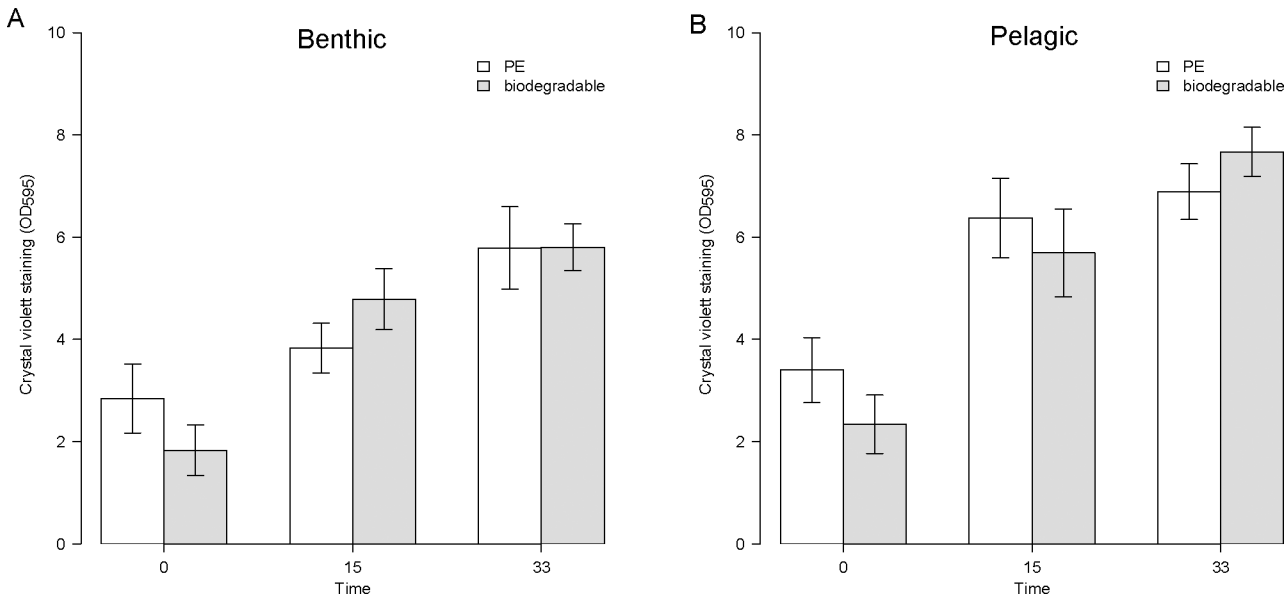 A
Benthic
PE
biodegradable
10
8
6
4
2
0
Crystal violett staining (OD595)
0 15 33
Time
B
Pelagic
PE
biodegradable
10
8
6
4
2
0
Crystal violett staining (OD595)
0 15 33
Time